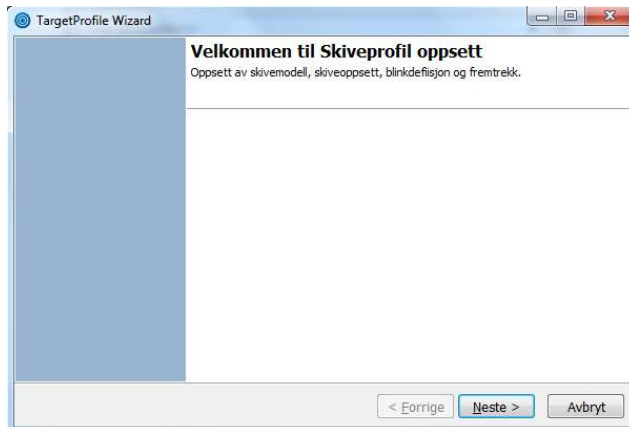 TargetProfile Wizard
Velkommen til Skiveprofil oppsett
Oppsett av skivemodell, skiveoppsett, blinkdefiisjon og fremtrekk.
< Forrige
Neste >
Avbryt